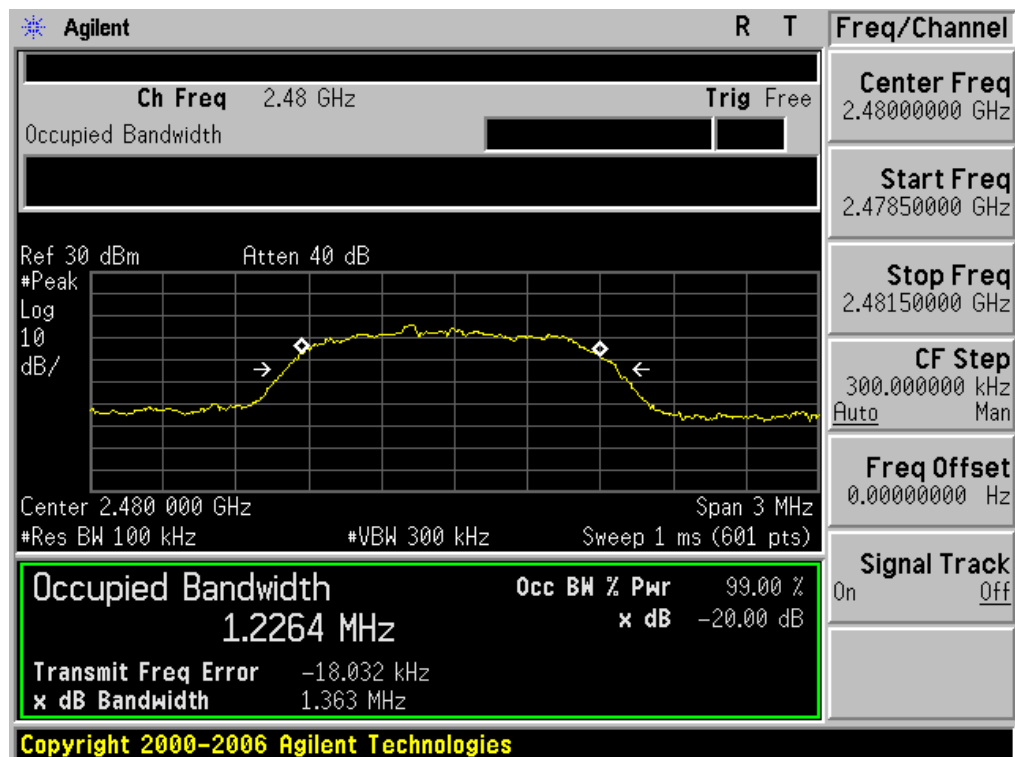 Agilent R T
Ch Freq 2.48 GHz Trig Free
Occupied Bandwidth
Ref 30 dBm Atten 40 dB
#Peak
Log
10
dB/
Center 2.480 000 GHz Span 3 MHz
#Res BW 100 kHz #VBW 300 kHz Sweep 1 ms (601 pts)
Occupied Bandwidth Occ BW % Pwr 99.00 %
1.2264 MHz x dB -20.00 dB
Transmit Freq Error -18.032 kHz
x dB Bandwidth 1.363 MHz
Copyright 2000-2006 Agilent Technologies
Freq/Channel
Center Freq
2.48000000 GHz
Start Freq
2.47850000 GHz
Stop Freq
2.48150000 GHz
CF Step
300.000000 kHz
Auto Man
Freq Offset
0.00000000 Hz
Signal Track
On Off